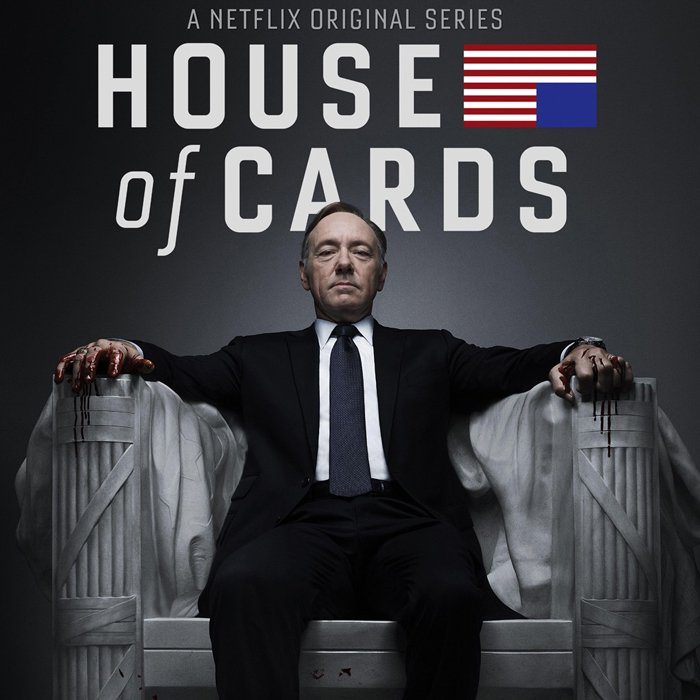 A NETFLIX ORIGINAL SERIES
HOUSE
of CARDS